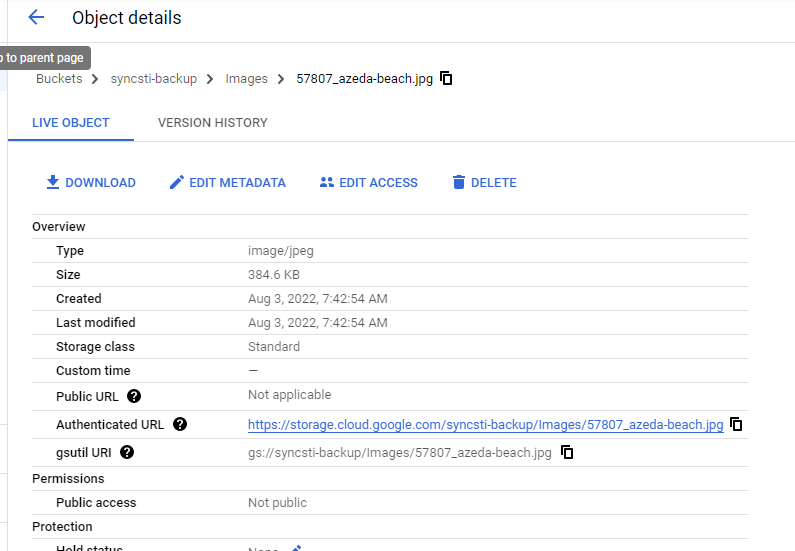 Object details
to parent page
Buckets > syncsti-backup > Images > 57807_azeda-beach.jpg
LIVE OBJECT VERSION HISTORY
DOWNLOAD EDIT METADATA EDIT ACCESS DELETE
Overview
Type image/jpeg
Size 384.6 KB
Created Aug 3, 2022, 7:42:54 AM
Last modified Aug 3, 2022, 7:42:54 AM
Storage class Standard
Custom time —
Public URL ? Not applicable
Authenticated URL ? https://storage.cloud.google.com/syncsti-backup/Images/57807_azeda-beach.jpg
gsutil URI ? gs://syncsti-backup/Images/57807_azeda-beach.jpg
Permissions
Public access Not public
Protection
Hold status None